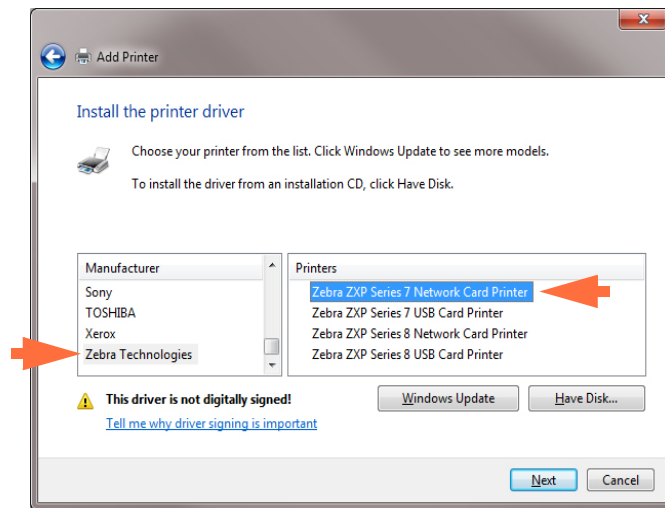 Add Printer
Install the printer driver
Choose your printer from the list. Click Windows Update to see more models.
To install the driver from an installation CD, click Have Disk.
Manufacturer
Sony
TOSHIBA
Xerox
Zebra Technologies
Printers
Zebra ZXP Series 7 Network Card Printer
Zebra ZXP Series 7 USB Card Printer
Zebra ZXP Series 8 Network Card Printer
Zebra ZXP Series 8 USB Card Printer
This driver is not digitally signed!
Tell me why driver signing is important
Windows Update
Have Disk...
Next
Cancel